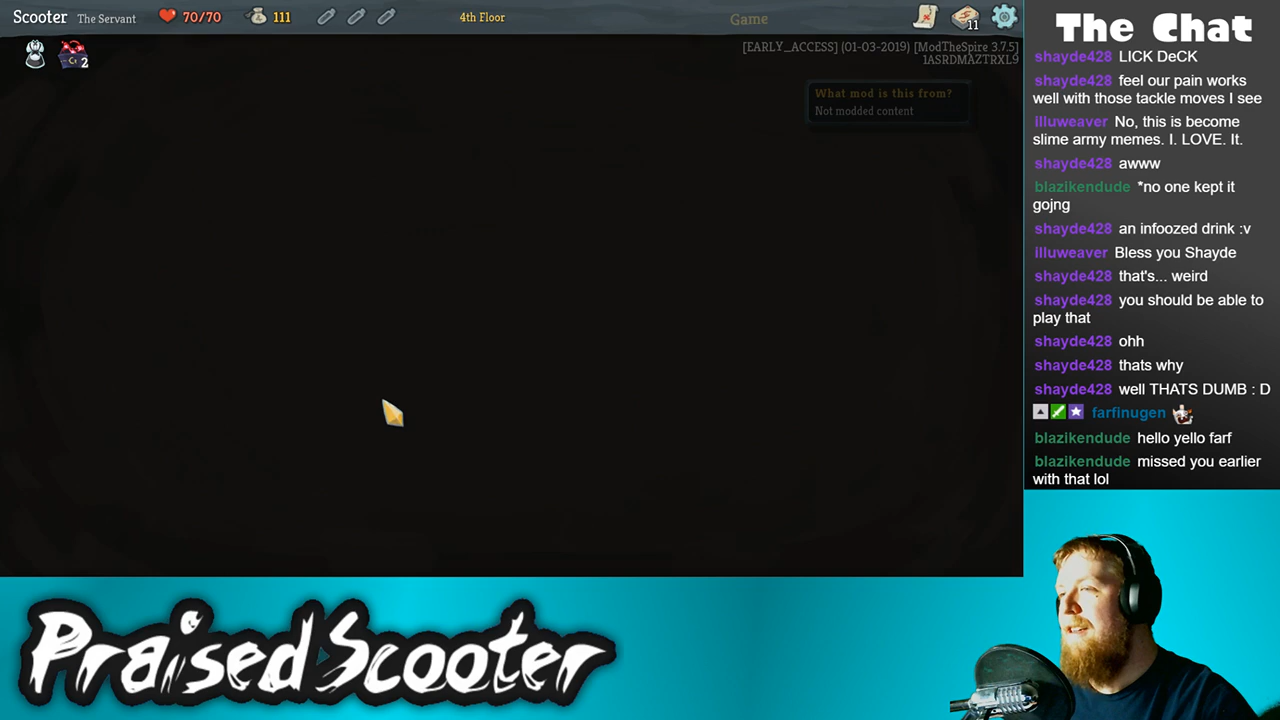 Scooter The Servant 70/70 111 4th Floor Game 11
[EARLY_ACCESS] (01-03-2019) [ModTheSpire 3.7.5]
1ASRDMAZTRXL9
2
What mod is this from?
Not modded content
The Chat
shayde428 LICK DeCK
shayde428 feel our pain works
well with those tackle moves I see
illuweaver No, this is become
slime army memes. I. LOVE. It.
shayde428 awww
blazikendude *no one kept it
gojng
shayde428 an infoozed drink :v
illuweaver Bless you Shayde
shayde428 that's... weird
shayde428 you should be able to
play that
shayde428 ohh
shayde428 thats why
shayde428 well THATS DUMB : D
farfinugen
blazikendude hello yello farf
blazikendude missed you earlier
with that lol
PraisedScooter